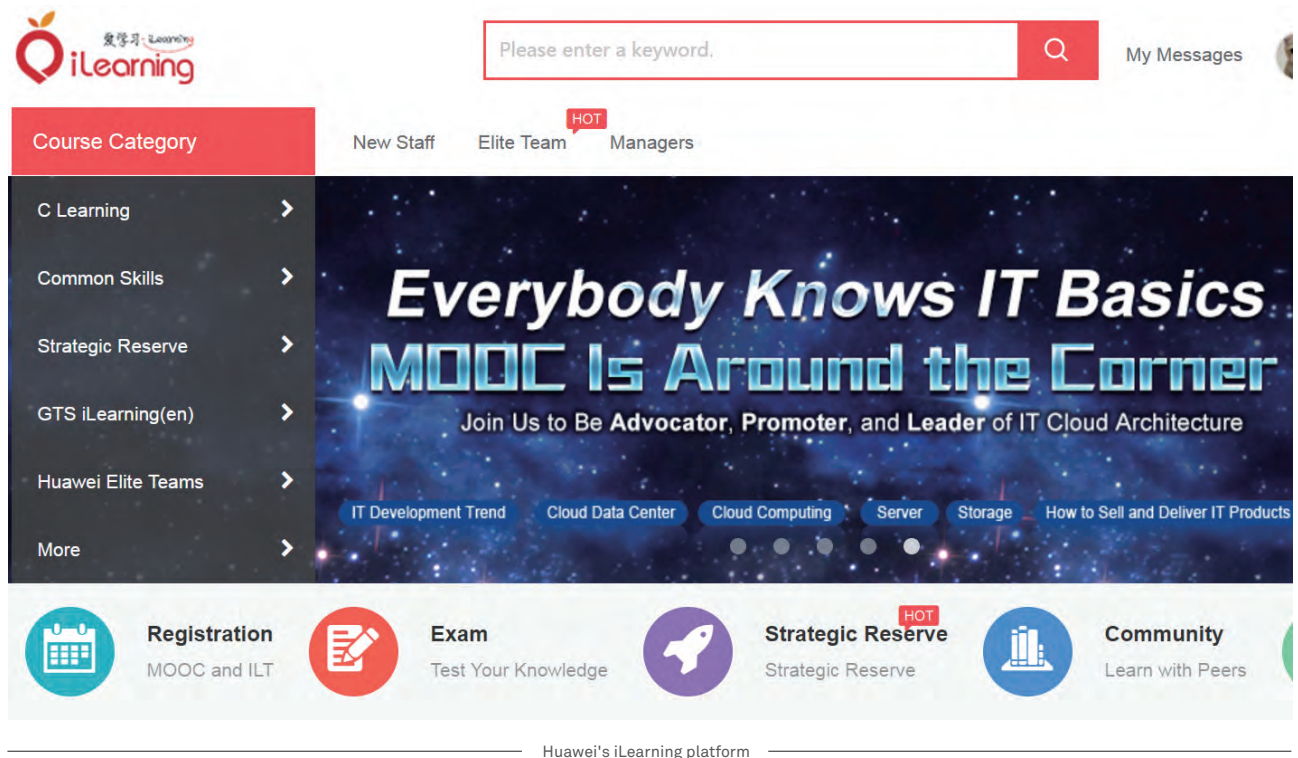 爱学习·iLearning
iLearning
Please enter a keyword.
My Messages
Course Category
New Staff
Elite Team
HOT
Managers
C Learning
Common Skills
Strategic Reserve
GTS iLearning(en)
Huawei Elite Teams
More
Everybody Knows IT Basics
MOOC Is Around the Corner
Join Us to Be Advocator, Promoter, and Leader of IT Cloud Architecture
IT Development Trend
Cloud Data Center
Cloud Computing
Server
Storage
How to Sell and Deliver IT Products
Registration
MOOC and ILT
Exam
Test Your Knowledge
HOT
Strategic Reserve
Strategic Reserve
Community
Learn with Peers
Huawei's iLearning platform